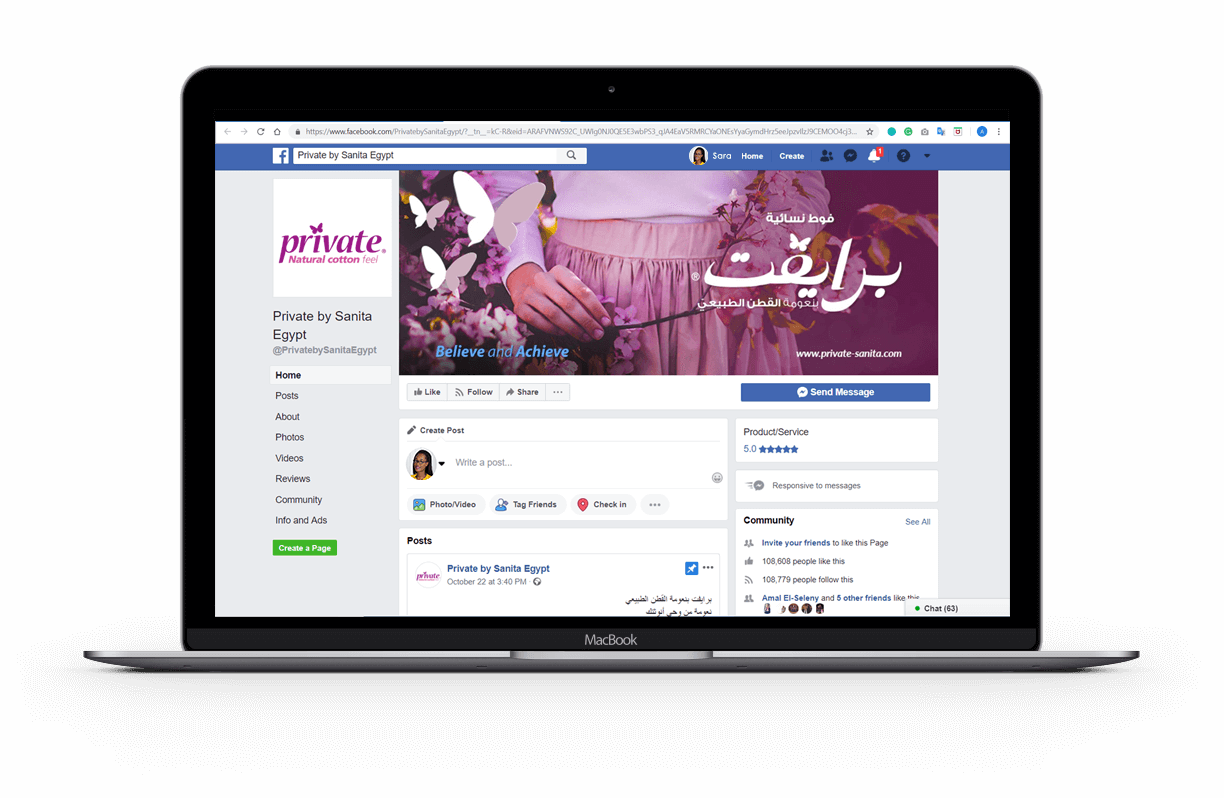 https://www.facebook.com/PrivatebySanitaEgypt/?__tn__=kC-R&eid=
Private by Sanita Egypt
Sara
Home
Create
1
?
A
private®
Natural cotton feel
Private by Sanita
Egypt
@PrivatebySanitaEgypt
Home
Posts
About
Photos
Videos
Reviews
Community
Info and Ads
Create a Page
فوط نسائية
برايفت®
بنعومة القطن الطبيعي
Believe and Achieve
www.private-sanita.com
Like
Follow
Share
Send Message
Create Post
Write a post...
Photo/Video
Tag Friends
Check in
Posts
private
Private by Sanita Egypt
October 22 at 3:40 PM ·
برايفت بنعومة القطن الطبيعي
نعومة من وحي أنوثتك
Product/Service
5.0
Responsive to messages
Community
See All
Invite your friends to like this Page
108,608 people like this
108,779 people follow this
Amal El-Seleny and 5 other friends like this
Chat (63)
MacBook